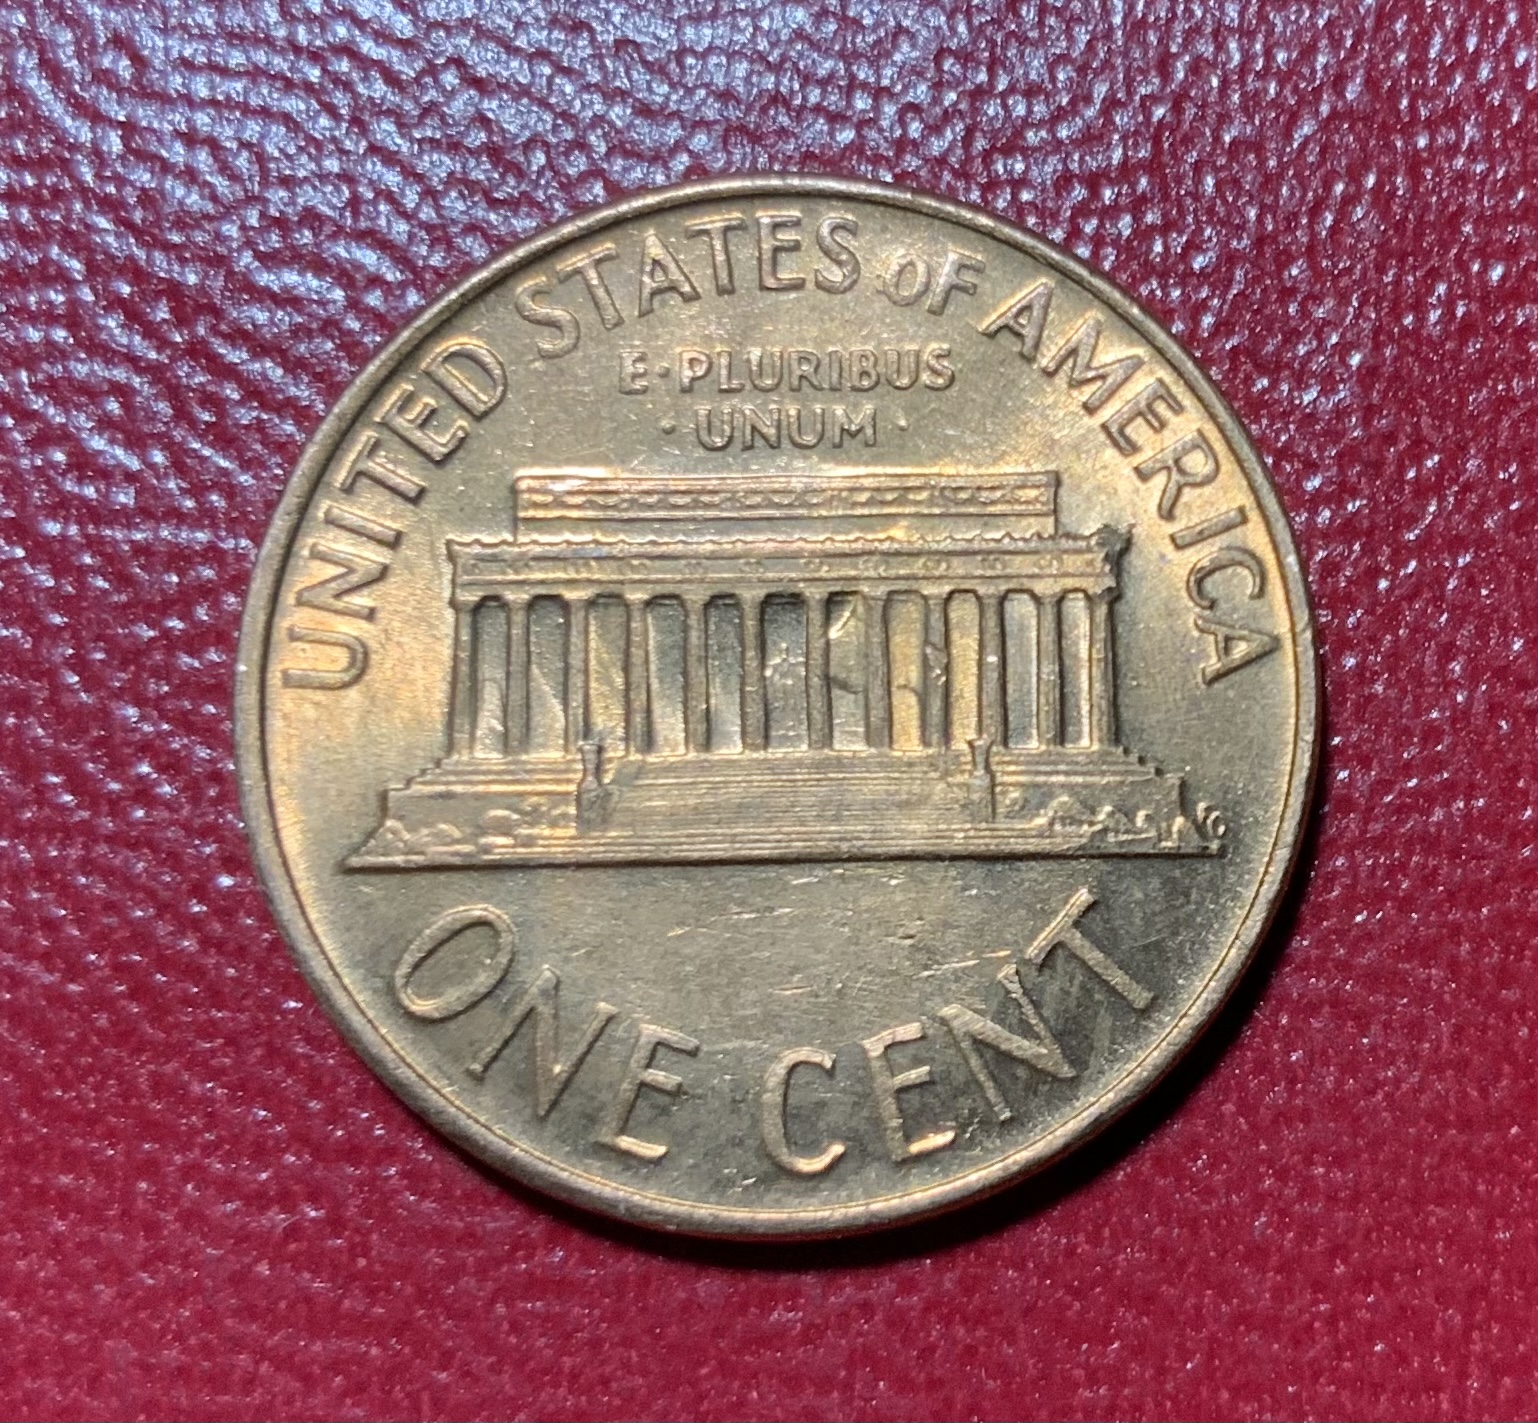 UNITED STATES OF AMERICA
E·PLURIBUS
·UNUM·
ONE CENT